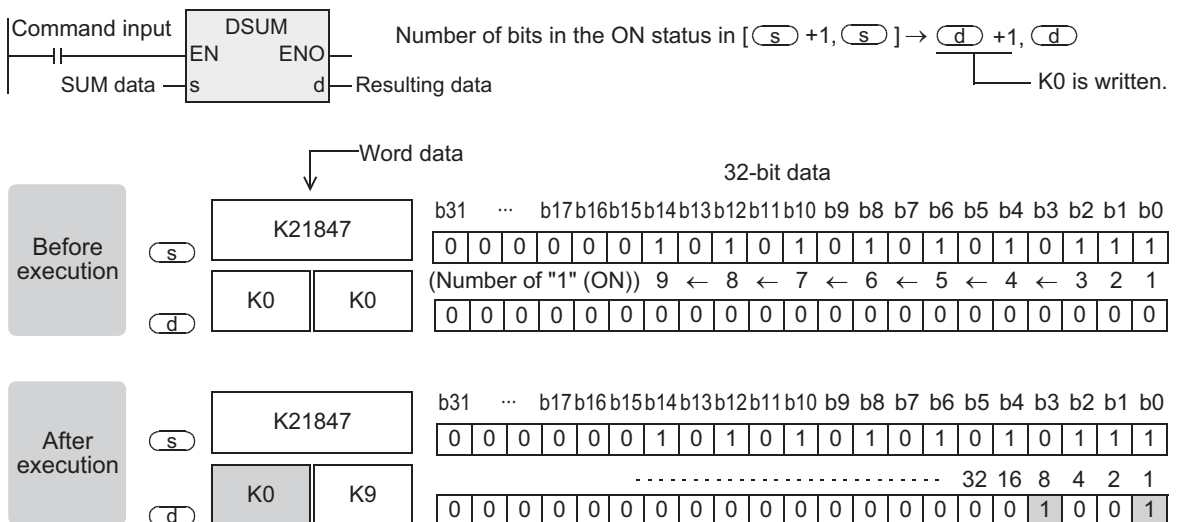 Command input
DSUM
EN ENO
SUM data s d Resulting data
Number of bits in the ON status in [ s +1, s ] → d +1, d
K0 is written.
Word data
32-bit data
b31 ··· b17 b16 b15 b14 b13 b12 b11 b10 b9 b8 b7 b6 b5 b4 b3 b2 b1 b0
Before execution
s
K21847
0 0 0 0 0 0 1 0 1 0 1 0 1 0 1 0 1 0 1 1 1
(Number of "1" (ON)) 9 ← 8 ← 7 ← 6 ← 5 ← 4 ← 3 2 1
d
K0 K0
0 0 0 0 0 0 0 0 0 0 0 0 0 0 0 0 0 0 0 0 0
b31 ··· b17 b16 b15 b14 b13 b12 b11 b10 b9 b8 b7 b6 b5 b4 b3 b2 b1 b0
After execution
s
K21847
0 0 0 0 0 0 1 0 1 0 1 0 1 0 1 0 1 0 1 1 1
32 16 8 4 2 1
d
K0 K9
0 0 0 0 0 0 0 0 0 0 0 0 0 0 0 0 0 1 0 0 1